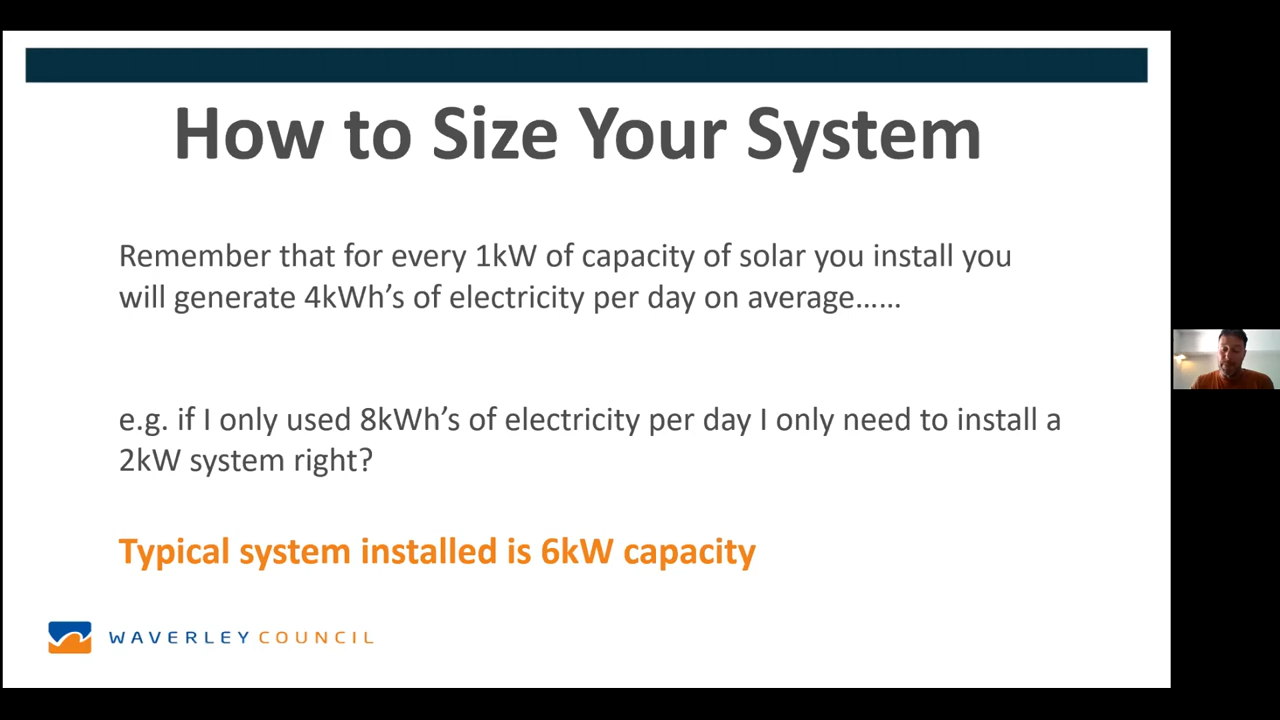 How to Size Your System
Remember that for every 1kW of capacity of solar you install you
will generate 4kWh’s of electricity per day on average……
e.g. if I only used 8kWh’s of electricity per day I only need to install a
2kW system right?
Typical system installed is 6kW capacity
WAVERLEY COUNCIL